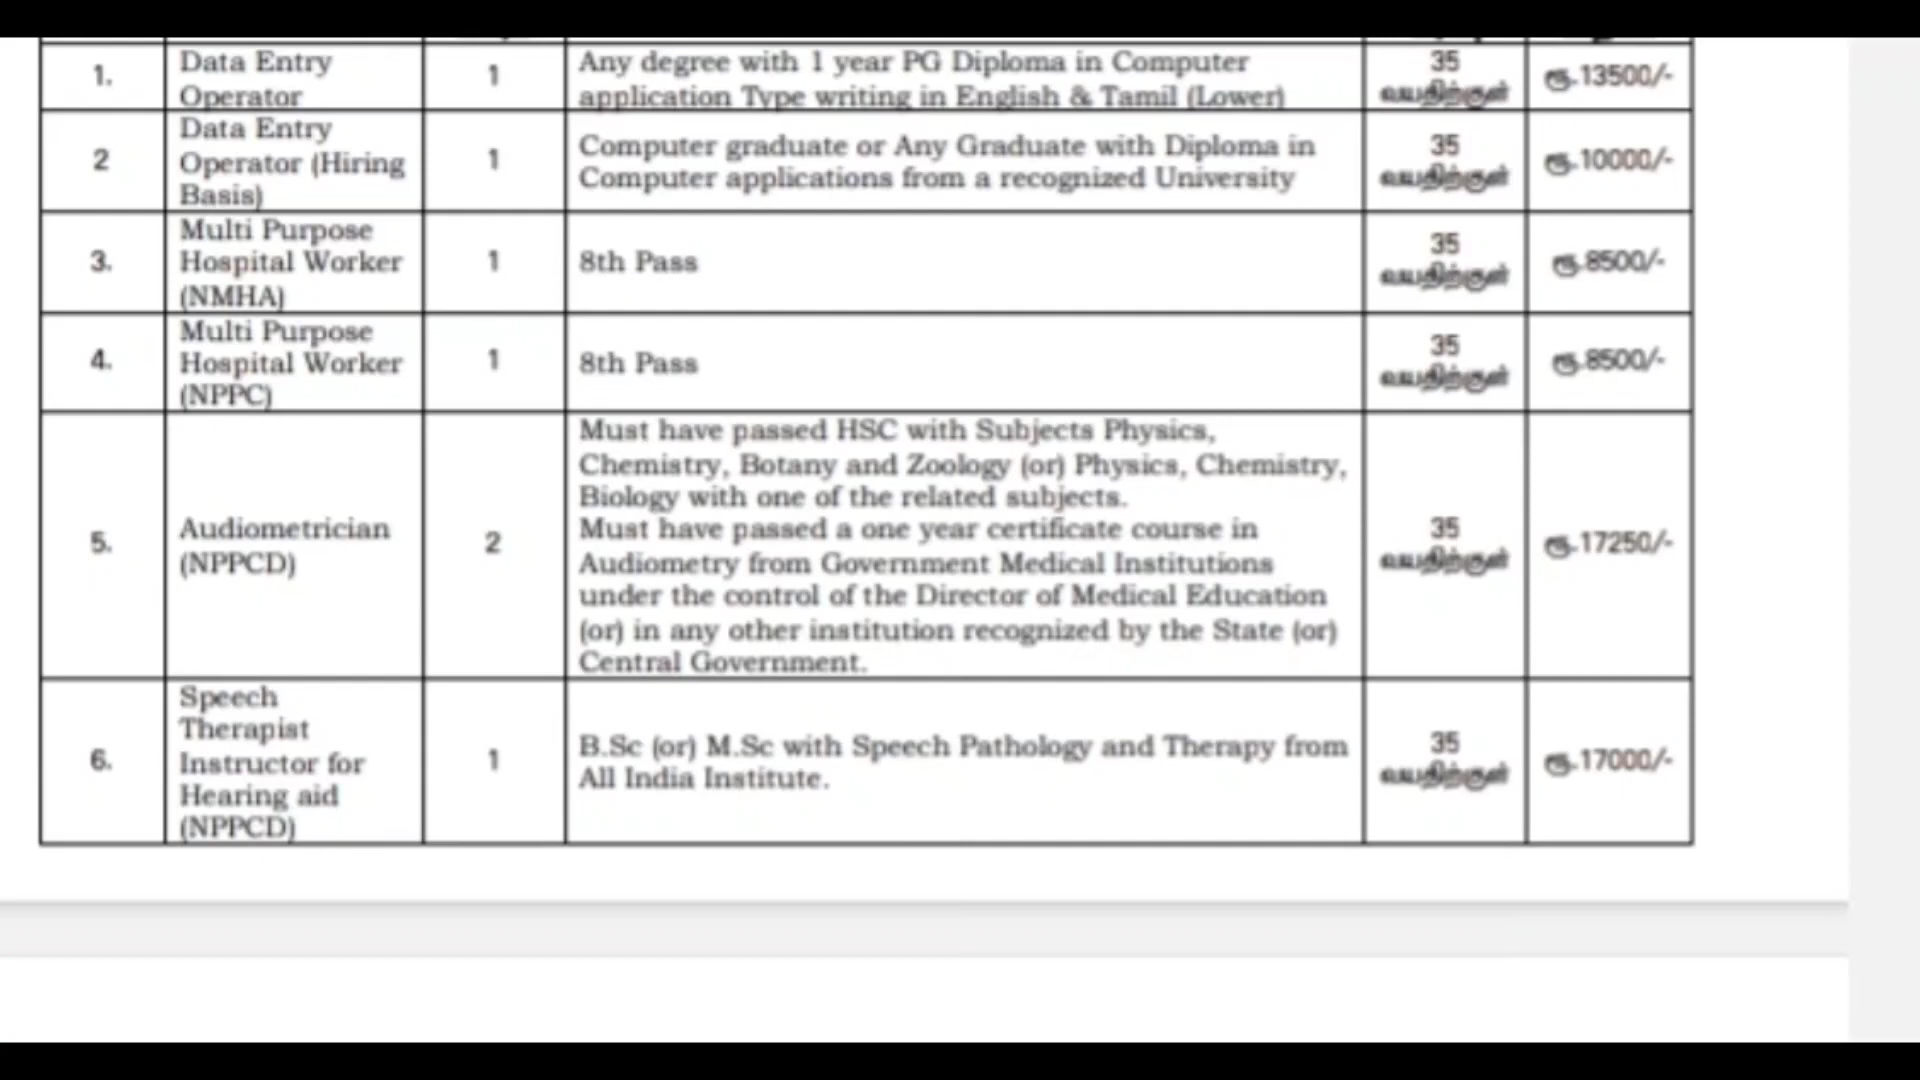 1.
Data Entry
Operator
1
Any degree with 1 year PG Diploma in Computer
application Type writing in English & Tamil (Lower)
35
வயதிற்குள்
ரூ.13500/-
2
Data Entry
Operator (Hiring
Basis)
1
Computer graduate or Any Graduate with Diploma in
Computer applications from a recognized University
35
வயதிற்குள்
ரூ.10000/-
3.
Multi Purpose
Hospital Worker
(NMHA)
1
8th Pass
35
வயதிற்குள்
ரூ.8500/-
4.
Multi Purpose
Hospital Worker
(NPPC)
1
8th Pass
35
வயதிற்குள்
ரூ.8500/-
5.
Audiometrician
(NPPCD)
2
Must have passed HSC with Subjects Physics,
Chemistry, Botany and Zoology (or) Physics, Chemistry,
Biology with one of the related subjects.
Must have passed a one year certificate course in
Audiometry from Government Medical Institutions
under the control of the Director of Medical Education
(or) in any other institution recognized by the State (or)
Central Government.
35
வயதிற்குள்
ரூ.17250/-
6.
Speech
Therapist
Instructor for
Hearing aid
(NPPCD)
1
B.Sc (or) M.Sc with Speech Pathology and Therapy from
All India Institute.
35
வயதிற்குள்
ரூ.17000/-